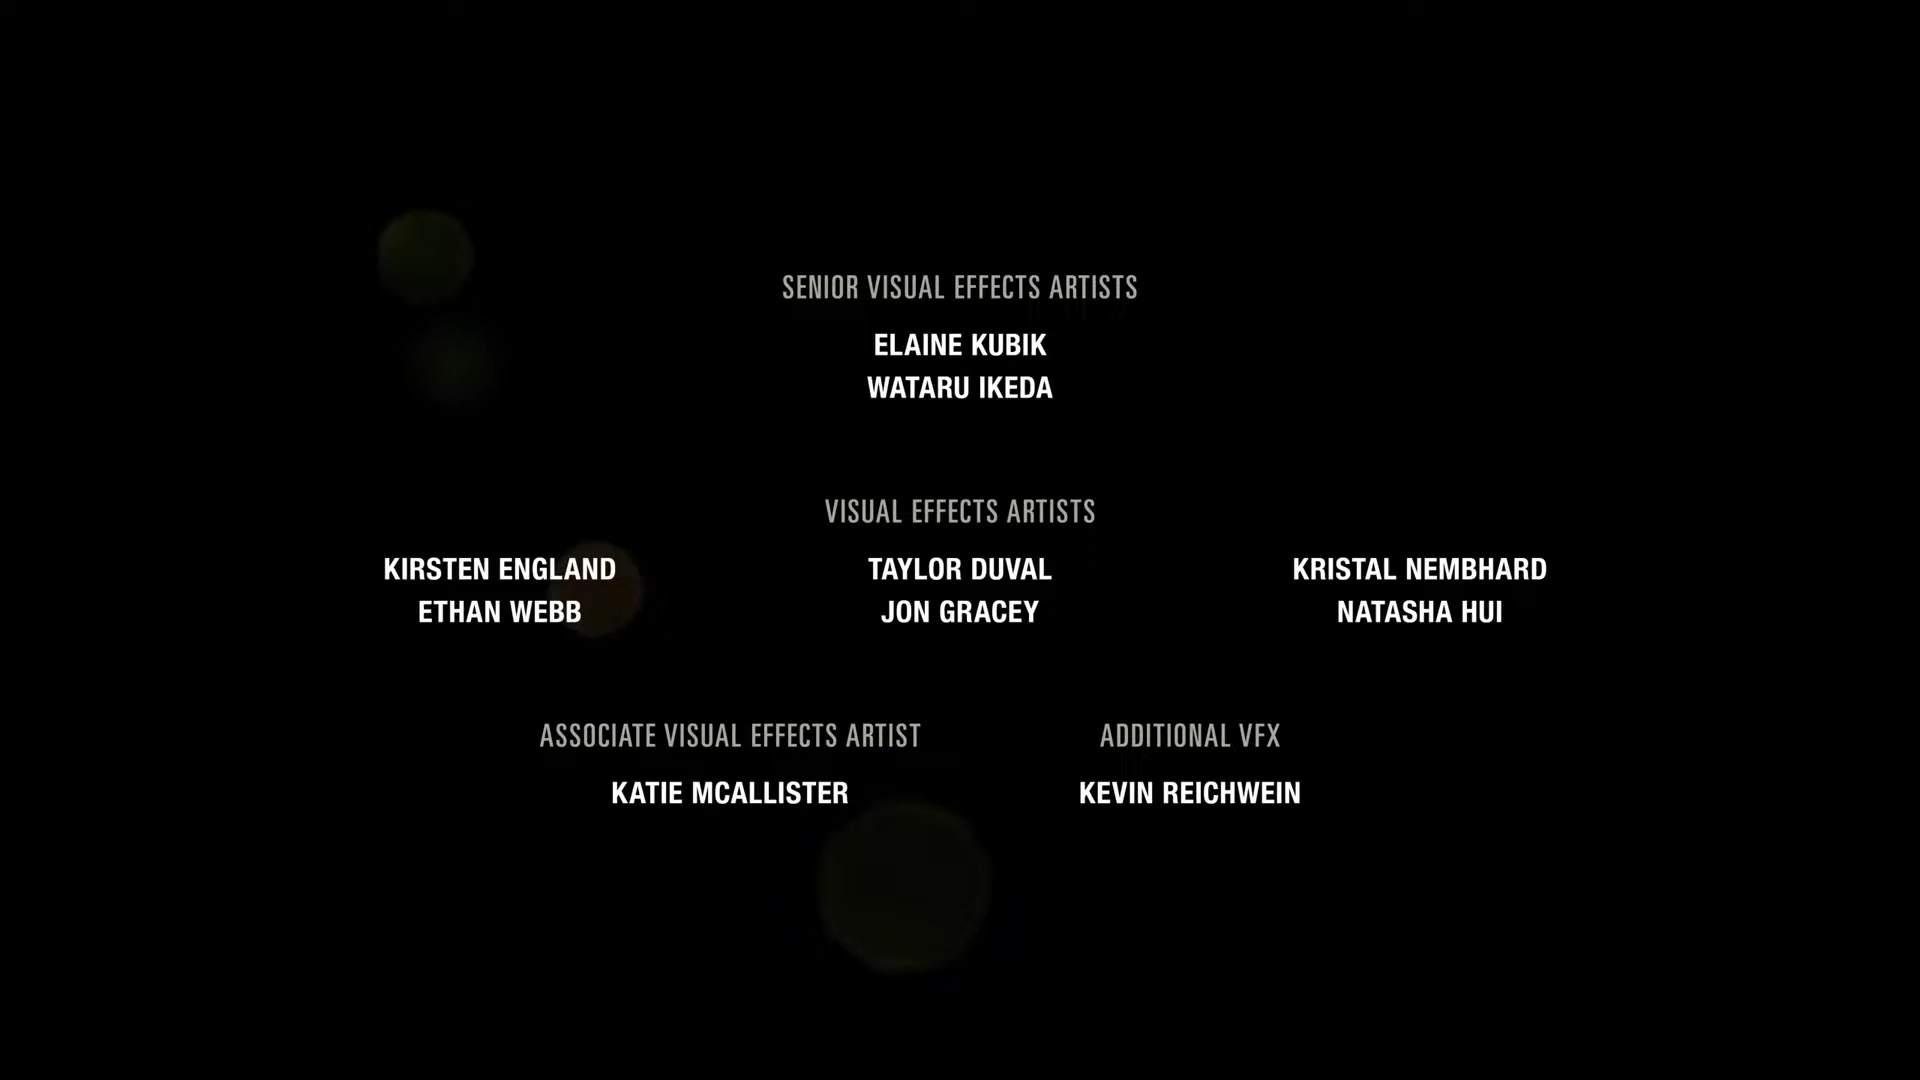 SENIOR VISUAL EFFECTS ARTISTS
ELAINE KUBIK
WATARU IKEDA
VISUAL EFFECTS ARTISTS
KIRSTEN ENGLAND TAYLOR DUVAL KRISTAL NEMBHARD
ETHAN WEBB JON GRACEY NATASHA HUI
ASSOCIATE VISUAL EFFECTS ARTIST ADDITIONAL VFX
KATIE MCALLISTER KEVIN REICHWEIN